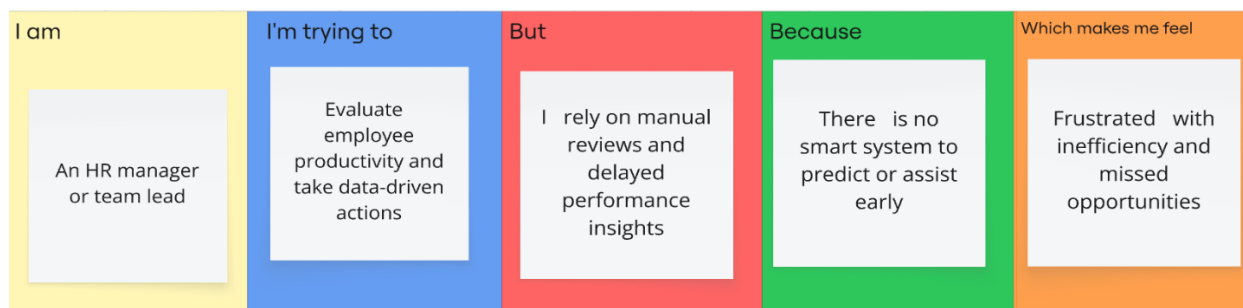 I am
An HR manager
or team lead
I'm trying to
Evaluate
employee
productivity and
take data-driven
actions
But
I rely on manual
reviews and
delayed
performance
insights
Because
There is no
smart system to
predict or assist
early
Which makes me feel
Frustrated with
inefficiency and
missed
opportunities